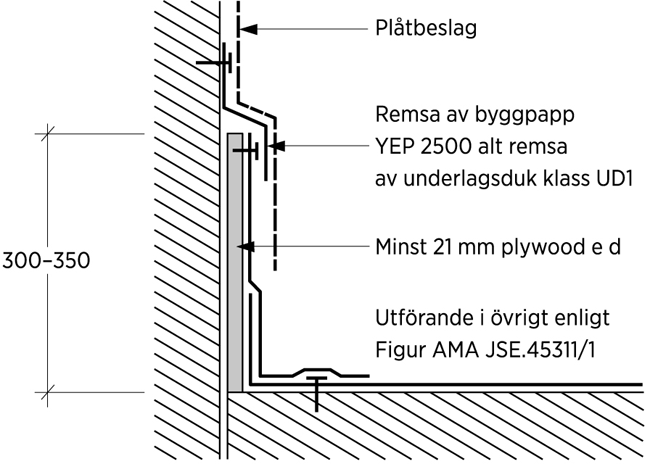 Plåtbeslag
Remsa av byggpapp
YEP 2500 alt remsa
av underlagsduk klass UD1
Minst 21 mm plywood e d
300–350
Utförande i övrigt enligt
Figur AMA JSE.45311/1